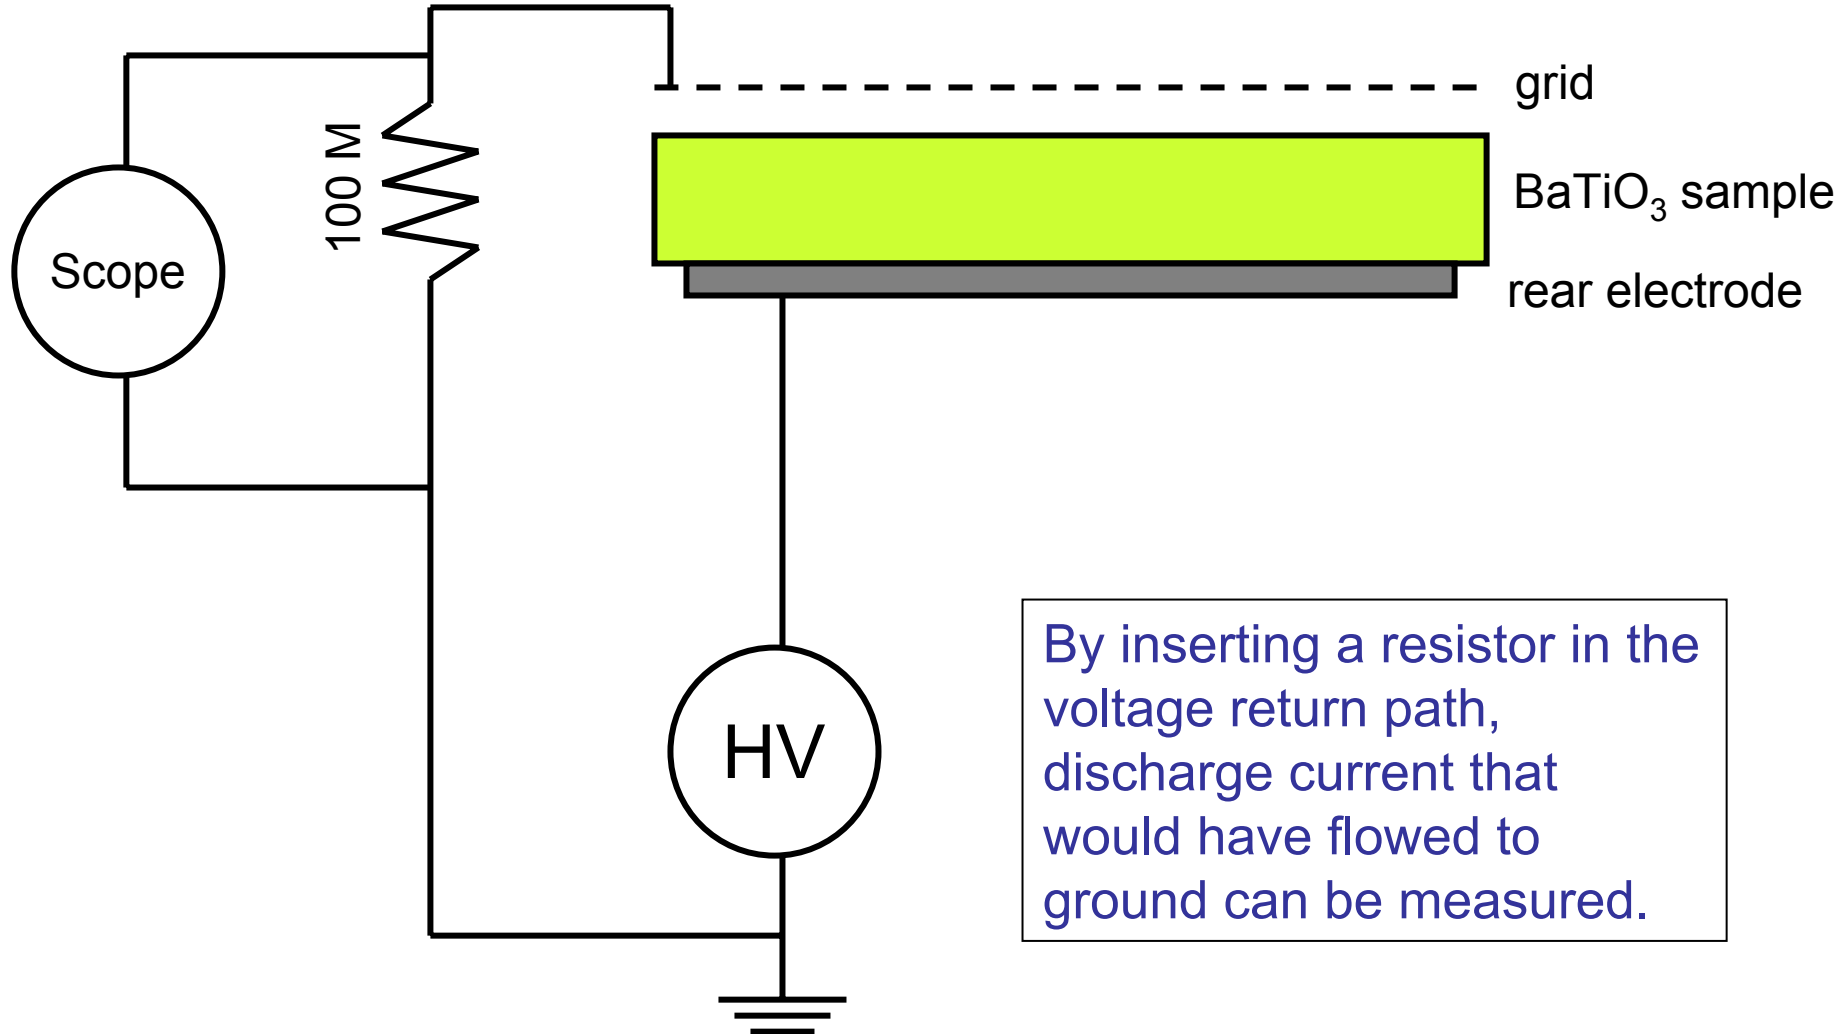 grid
100 M
BaTiO₃ sample
Scope
rear electrode
By inserting a resistor in the
voltage return path,
discharge current that
would have flowed to
ground can be measured.
HV